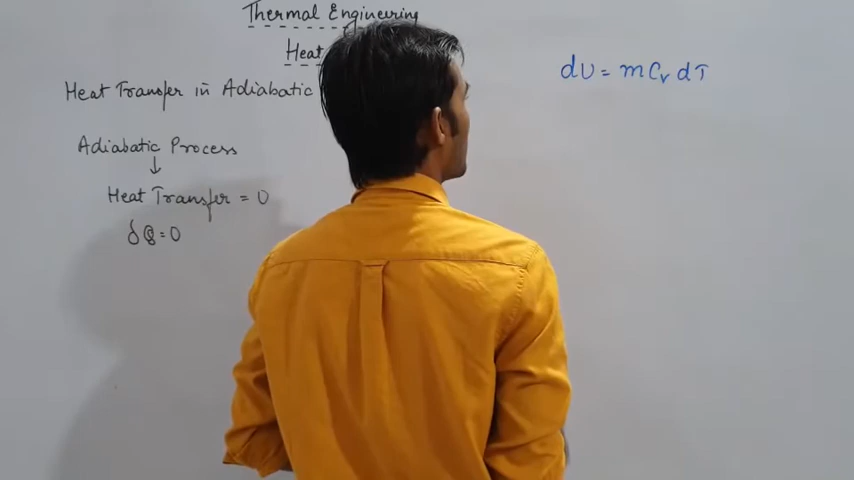 Thermal Engineering
Heat
Heat Transfer in Adiabatic
Adiabatic Process
↓
Heat Transfer = 0
δQ = 0
dU = mCv dT